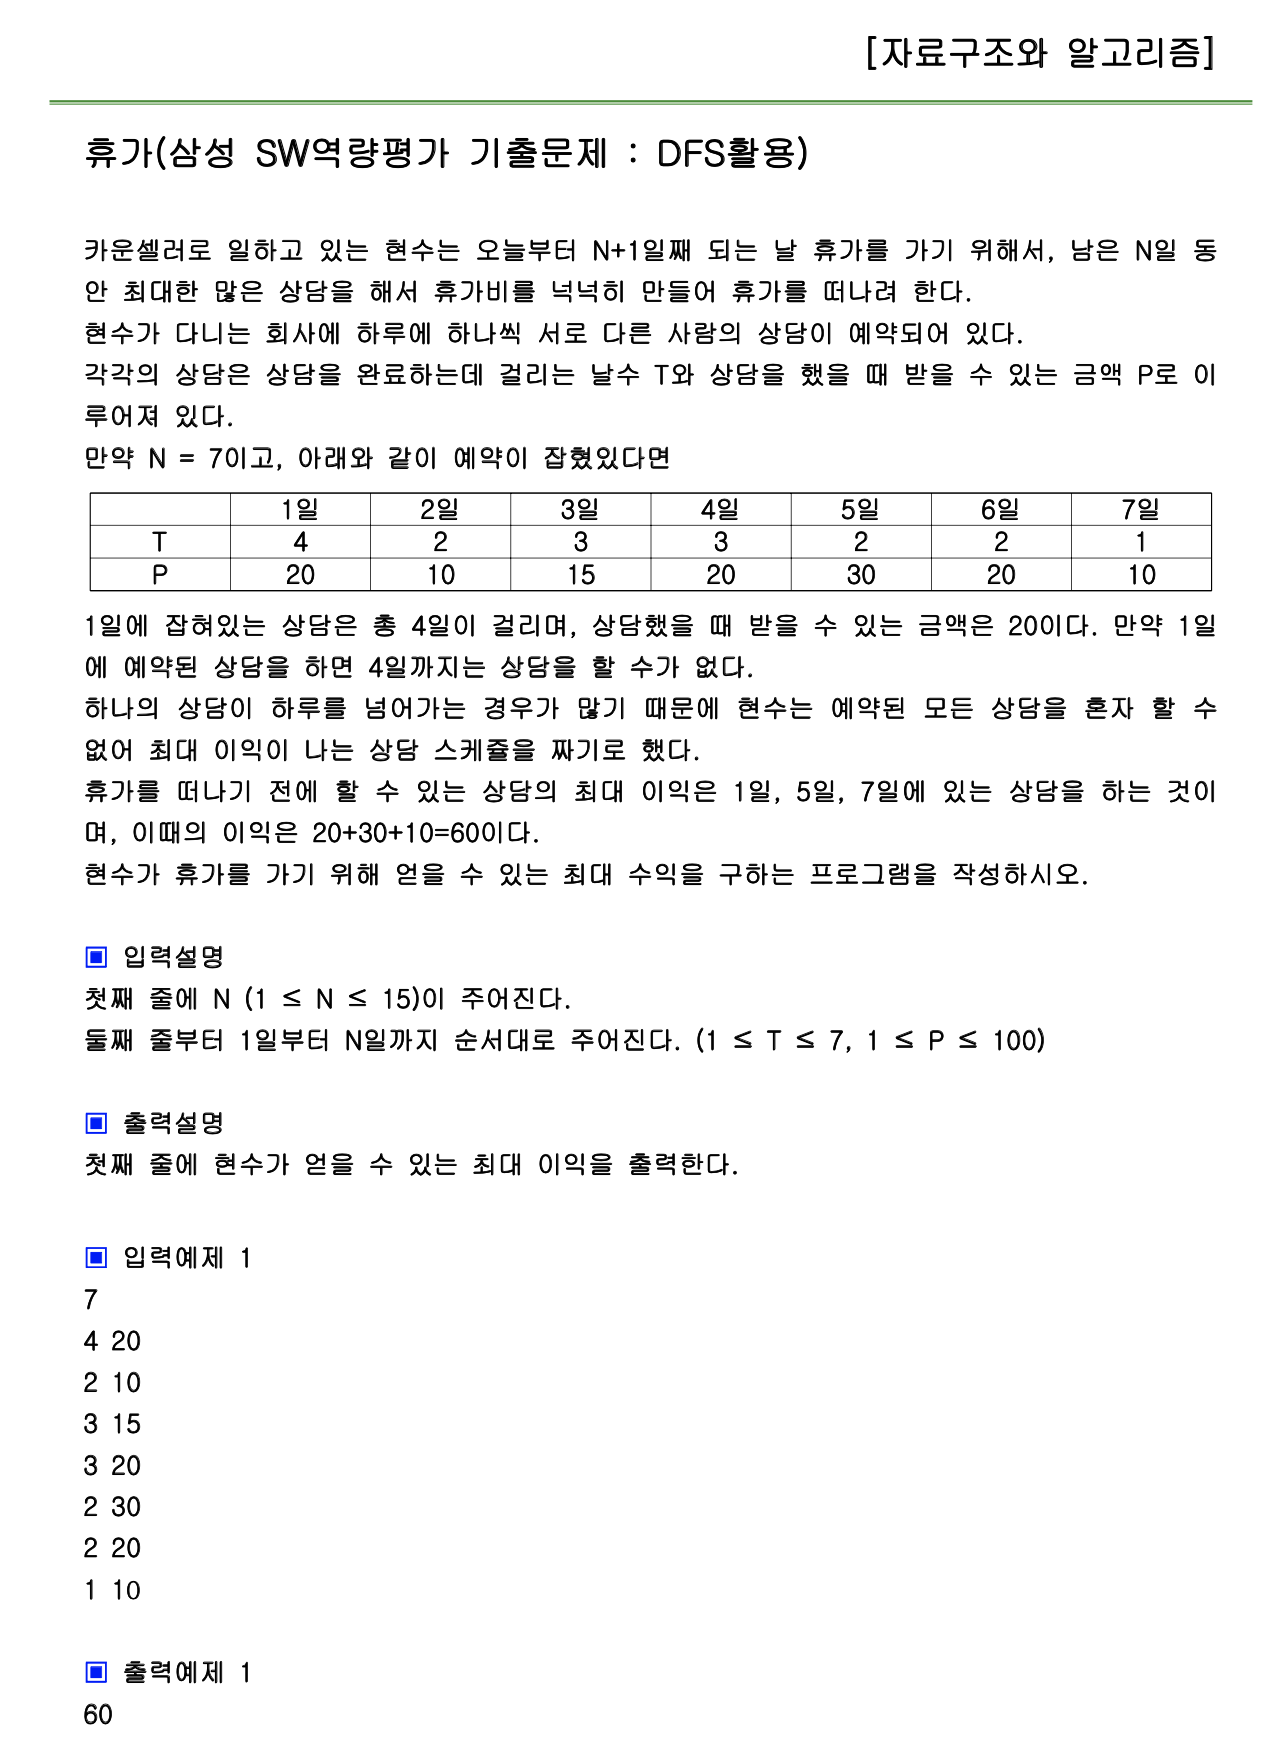 [자료구조와 알고리즘]
휴가(삼성 SW역량평가 기출문제 : DFS활용)
카운셀러로 일하고 있는 현수는 오늘부터 N+1일째 되는 날 휴가를 가기 위해서, 남은 N일 동
안 최대한 많은 상담을 해서 휴가비를 넉넉히 만들어 휴가를 떠나려 한다.
현수가 다니는 회사에 하루에 하나씩 서로 다른 사람의 상담이 예약되어 있다.
각각의 상담은 상담을 완료하는데 걸리는 날수 T와 상담을 했을 때 받을 수 있는 금액 P로 이
루어져 있다.
만약 N = 7이고, 아래와 같이 예약이 잡혔있다면
1일 2일 3일 4일 5일 6일 7일
T 4 2 3 3 2 2 1
P 20 10 15 20 30 20 10
1일에 잡혀있는 상담은 총 4일이 걸리며, 상담했을 때 받을 수 있는 금액은 20이다. 만약 1일
에 예약된 상담을 하면 4일까지는 상담을 할 수가 없다.
하나의 상담이 하루를 넘어가는 경우가 많기 때문에 현수는 예약된 모든 상담을 혼자 할 수
없어 최대 이익이 나는 상담 스케쥴을 짜기로 했다.
휴가를 떠나기 전에 할 수 있는 상담의 최대 이익은 1일, 5일, 7일에 있는 상담을 하는 것이
며, 이때의 이익은 20+30+10=60이다.
현수가 휴가를 가기 위해 얻을 수 있는 최대 수익을 구하는 프로그램을 작성하시오.
▣ 입력설명
첫째 줄에 N (1 ≤ N ≤ 15)이 주어진다.
둘째 줄부터 1일부터 N일까지 순서대로 주어진다. (1 ≤ T ≤ 7, 1 ≤ P ≤ 100)
▣ 출력설명
첫째 줄에 현수가 얻을 수 있는 최대 이익을 출력한다.
▣ 입력예제 1
7
4 20
2 10
3 15
3 20
2 30
2 20
1 10
▣ 출력예제 1
60